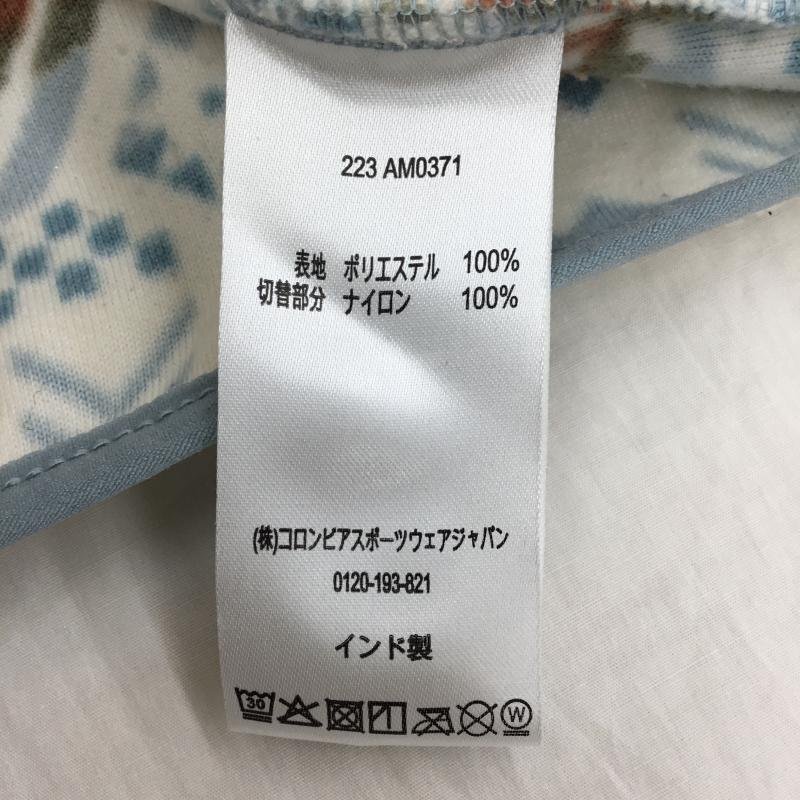 223 AM0371
表地 ポリエステル 100%
切替部分 ナイロン 100%
(株)コロンビアスポーツウェアジャパン
0120-193-821
インド製
30 W